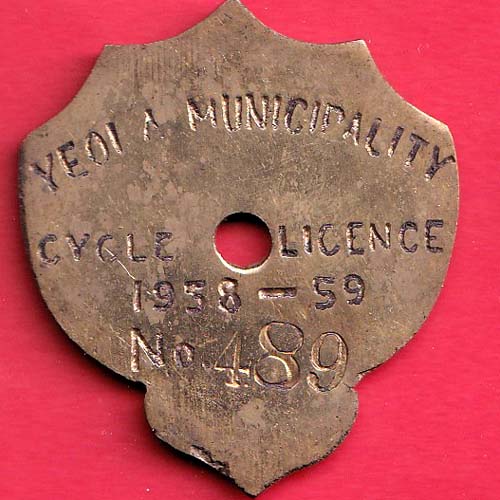 YEOLA MUNICIPALITY
CYCLE LICENCE
1958-59
No. 489